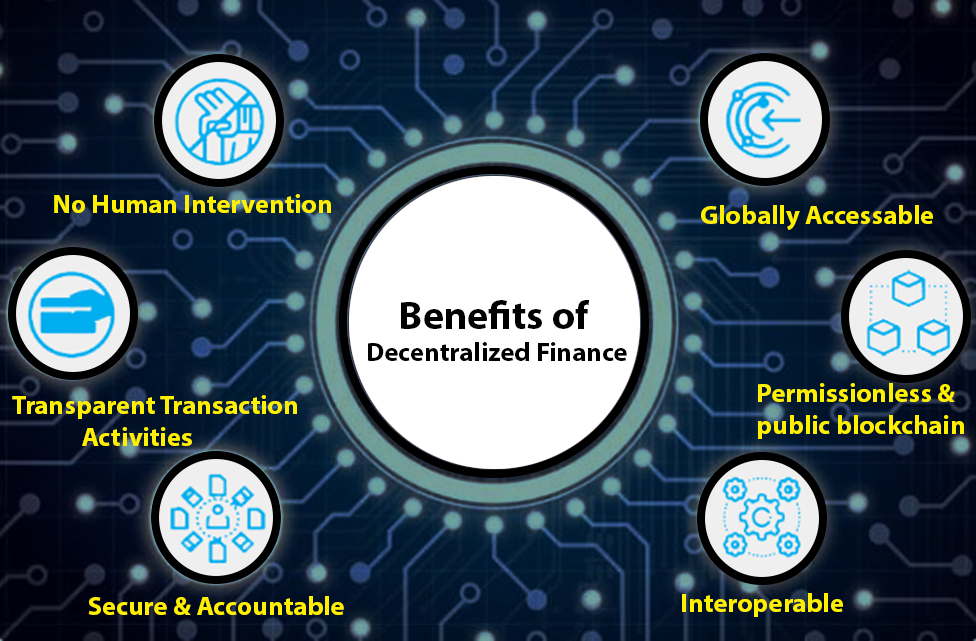 No Human Intervention
Globally Accessable
Benefits of
Decentralized Finance
Transparent Transaction
Activities
Permissionless &
public blockchain
Secure & Accountable
Interoperable